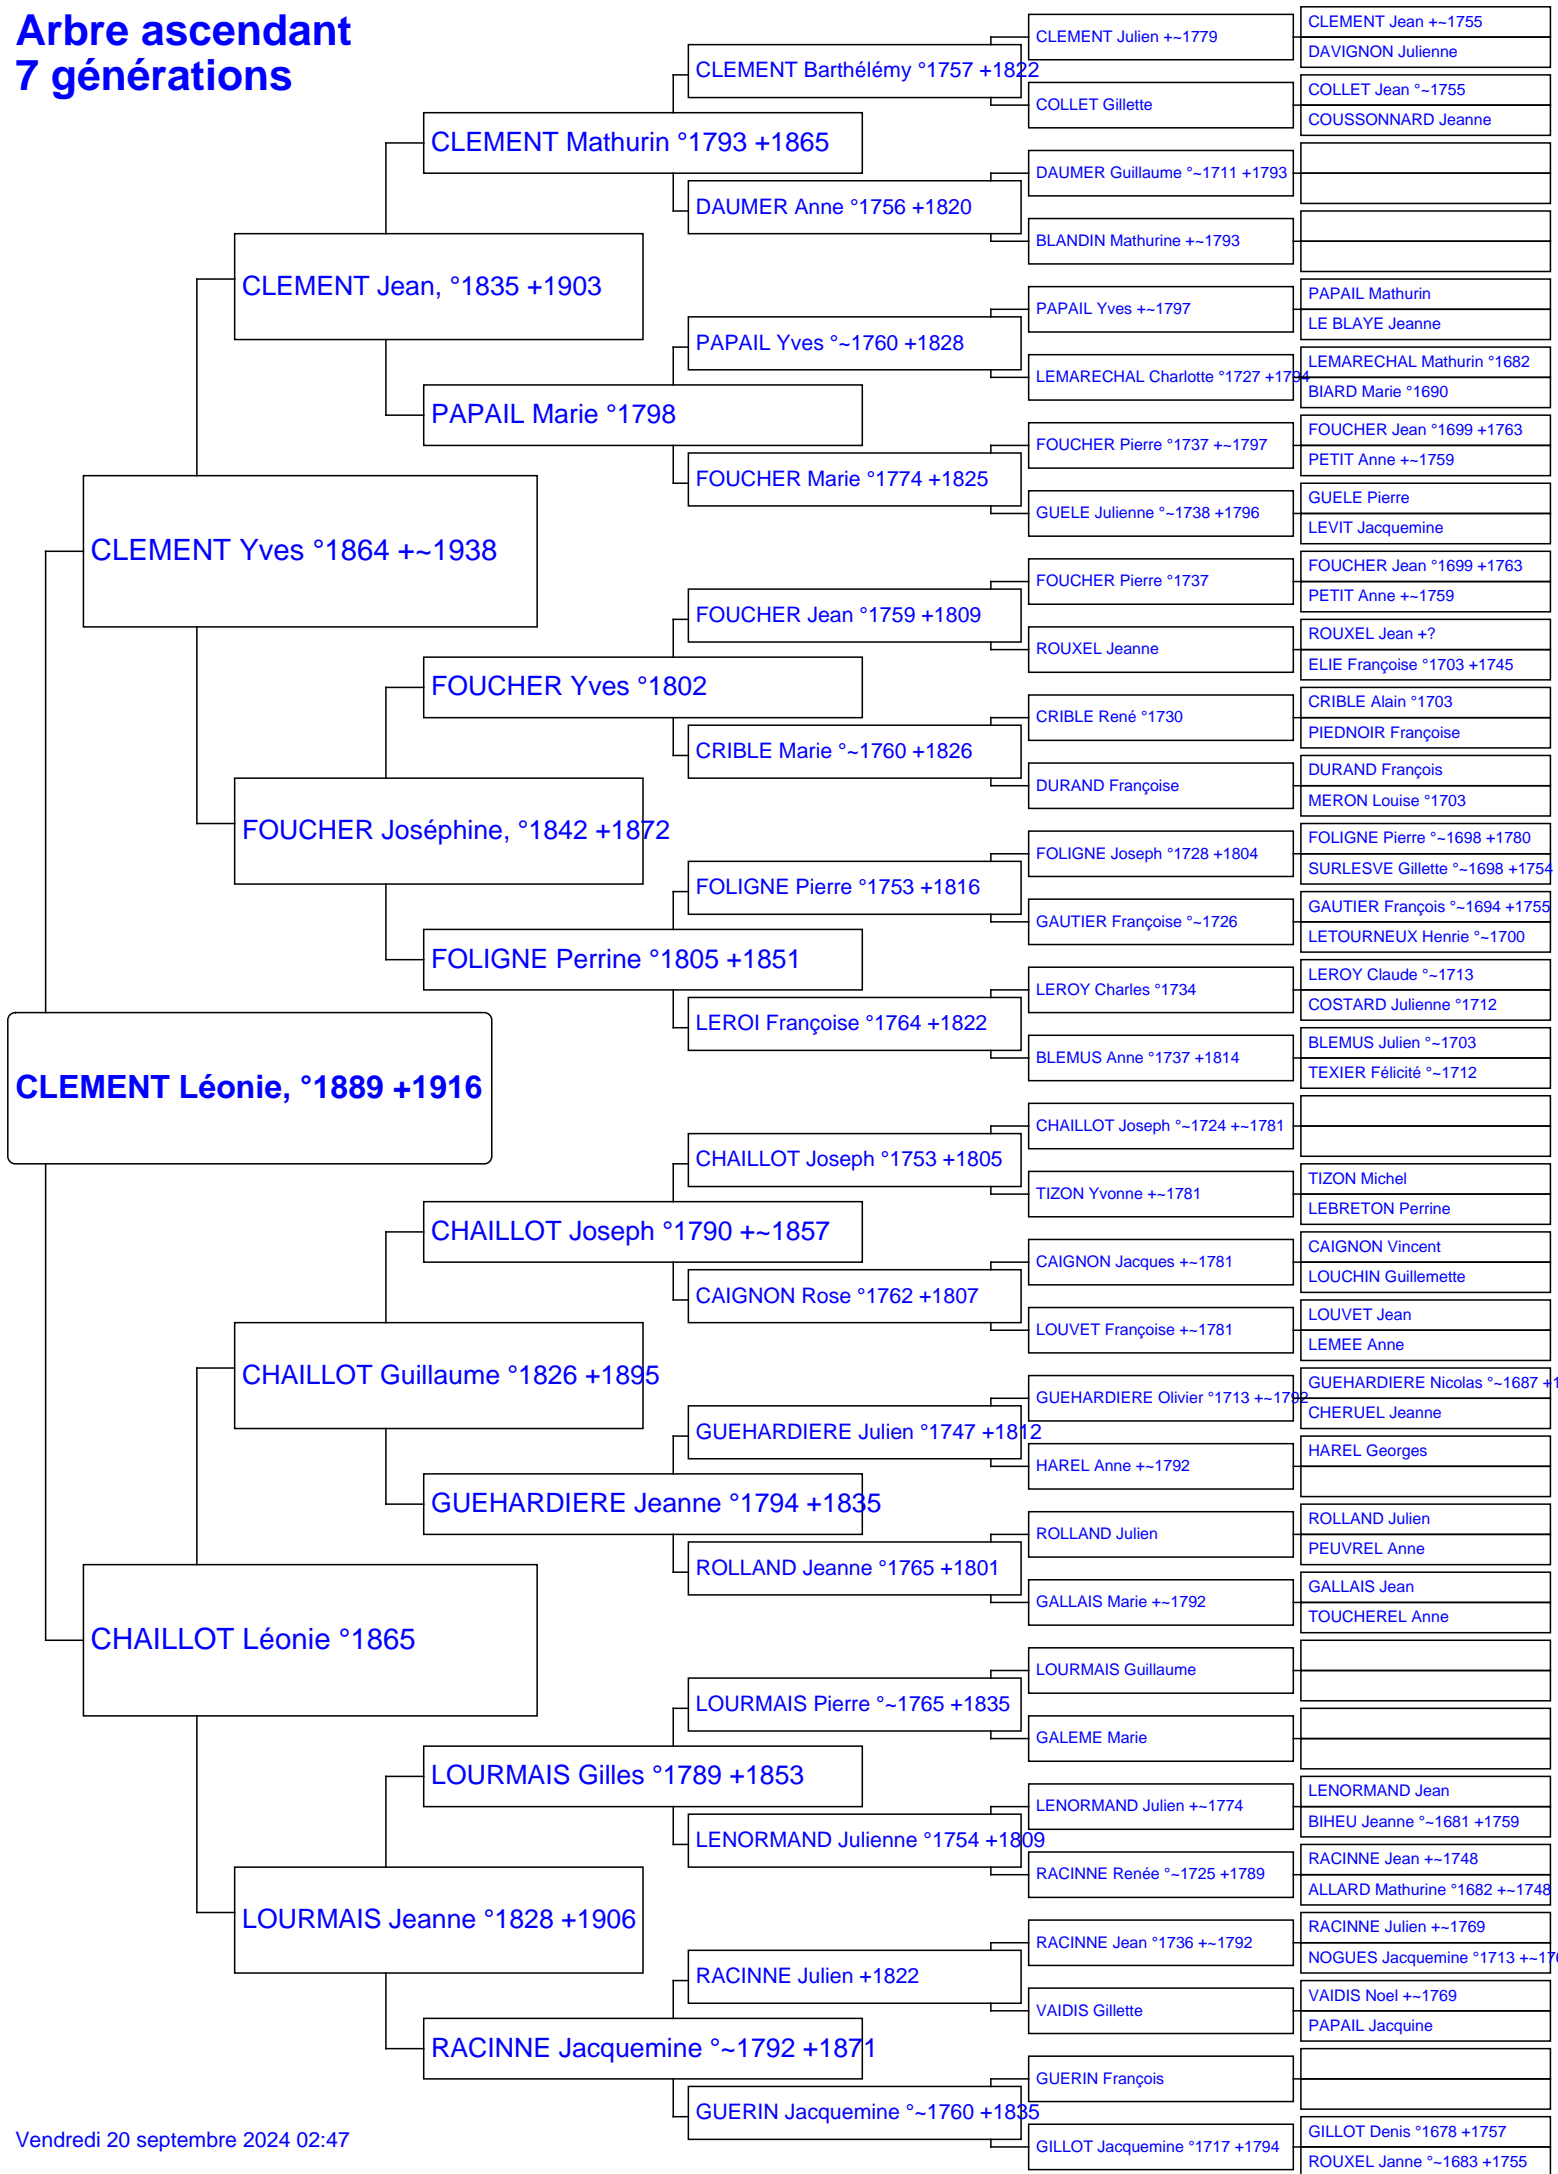 Arbre ascendant
7 générations
CLEMENT Léonie, °1889 +1916
CLEMENT Yves °1864 +~1938
CHAILLOT Léonie °1865
CLEMENT Jean, °1835 +1903
FOUCHER Joséphine, °1842 +1872
CHAILLOT Guillaume °1826 +1895
LOURMAIS Jeanne °1828 +1906
CLEMENT Mathurin °1793 +1865
PAPAIL Marie °1798
FOUCHER Yves °1802
FOLIGNE Perrine °1805 +1851
CHAILLOT Joseph °1790 +~1857
GUEHARDIERE Jeanne °1794 +1835
LOURMAIS Gilles °1789 +1853
RACINNE Jacquemine °~1792 +1871
CLEMENT Barthélémy °1757 +1822
DAUMER Anne °1756 +1820
PAPAIL Yves °~1760 +1828
FOUCHER Marie °1774 +1825
FOUCHER Jean °1759 +1809
CRIBLE Marie °~1760 +1826
FOLIGNE Pierre °1753 +1816
LEROI Françoise °1764 +1822
CHAILLOT Joseph °1753 +1805
CAIGNON Rose °1762 +1807
GUEHARDIERE Julien °1747 +1812
ROLLAND Jeanne °1765 +1801
LOURMAIS Pierre °~1765 +1835
LENORMAND Julienne °1754 +1809
RACINNE Julien +1822
GUERIN Jacquemine °~1760 +1835
CLEMENT Julien +~1779
COLLET Gillette
DAUMER Guillaume °~1711 +1793
BLANDIN Mathurine +~1793
PAPAIL Yves +~1797
LEMARECHAL Charlotte °1727 +1794
FOUCHER Pierre °1737 +~1797
GUELE Julienne °~1738 +1796
FOUCHER Pierre °1737
ROUXEL Jeanne
CRIBLE René °1730
DURAND Françoise
FOLIGNE Joseph °1728 +1804
GAUTIER Françoise °~1726
LEROY Charles °1734
BLEMUS Anne °1737 +1814
CHAILLOT Joseph °~1724 +~1781
TIZON Yvonne +~1781
CAIGNON Jacques +~1781
LOUVET Françoise +~1781
GUEHARDIERE Olivier °1713 +~1792
HAREL Anne +~1792
ROLLAND Julien
GALLAIS Marie +~1792
LOURMAIS Guillaume
GALEME Marie
LENORMAND Julien +~1774
RACINNE Renée °~1725 +1789
RACINNE Jean °1736 +~1792
VAIDIS Gillette
GUERIN François
GILLOT Jacquemine °1717 +1794
CLEMENT Jean +~1755
DAVIGNON Julienne
COLLET Jean °~1755
COUSSONNARD Jeanne
PAPAIL Mathurin
LE BLAYE Jeanne
LEMARECHAL Mathurin °1682
BIARD Marie °1690
FOUCHER Jean °1699 +1763
PETIT Anne +~1759
GUELE Pierre
LEVIT Jacquemine
FOUCHER Jean °1699 +1763
PETIT Anne +~1759
ROUXEL Jean +?
ELIE Françoise °1703 +1745
CRIBLE Alain °1703
PIEDNOIR Françoise
DURAND François
MERON Louise °1703
FOLIGNE Pierre °~1698 +1780
SURLESVE Gillette °~1698 +1754
GAUTIER François °~1694 +1755
LETOURNEUX Henrie °~1700
LEROY Claude °~1713
COSTARD Julienne °1712
BLEMUS Julien °~1703
TEXIER Félicité °~1712
TIZON Michel
LEBRETON Perrine
CAIGNON Vincent
LOUCHIN Guillemette
LOUVET Jean
LEMEE Anne
GUEHARDIERE Nicolas °~1687
CHERUEL Jeanne
HAREL Georges
ROLLAND Julien
PEUVREL Anne
GALLAIS Jean
TOUCHEREL Anne
LENORMAND Jean
BIHEU Jeanne °~1681 +1759
RACINNE Jean +~1748
ALLARD Mathurine °1682 +~1748
RACINNE Julien +~1769
NOGUES Jacquemine °1713
VAIDIS Noel +~1769
PAPAIL Jacquine
GILLOT Denis °1678 +1757
ROUXEL Janne °~1683 +1755
Vendredi 20 septembre 2024 02:47